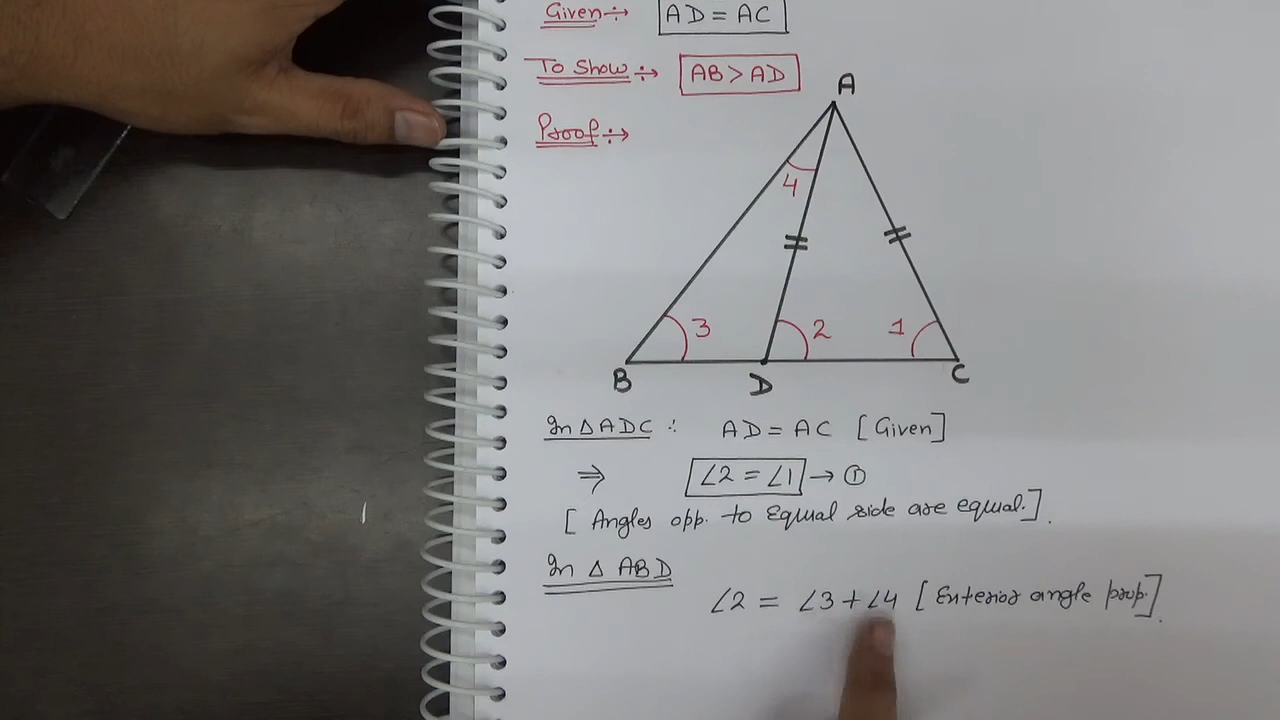 Given ÷ AD = AC
To Show ÷ AB > AD
Proof ÷
A
4
3
2
1
B
D
C
In △ADC ∴ AD = AC [Given]
⇒ ∠2 = ∠1 → ①
[Angles opp. to Equal side are equal.].
In △ ABD
∠2 = ∠3 + ∠4 [Exterior angle prop.].